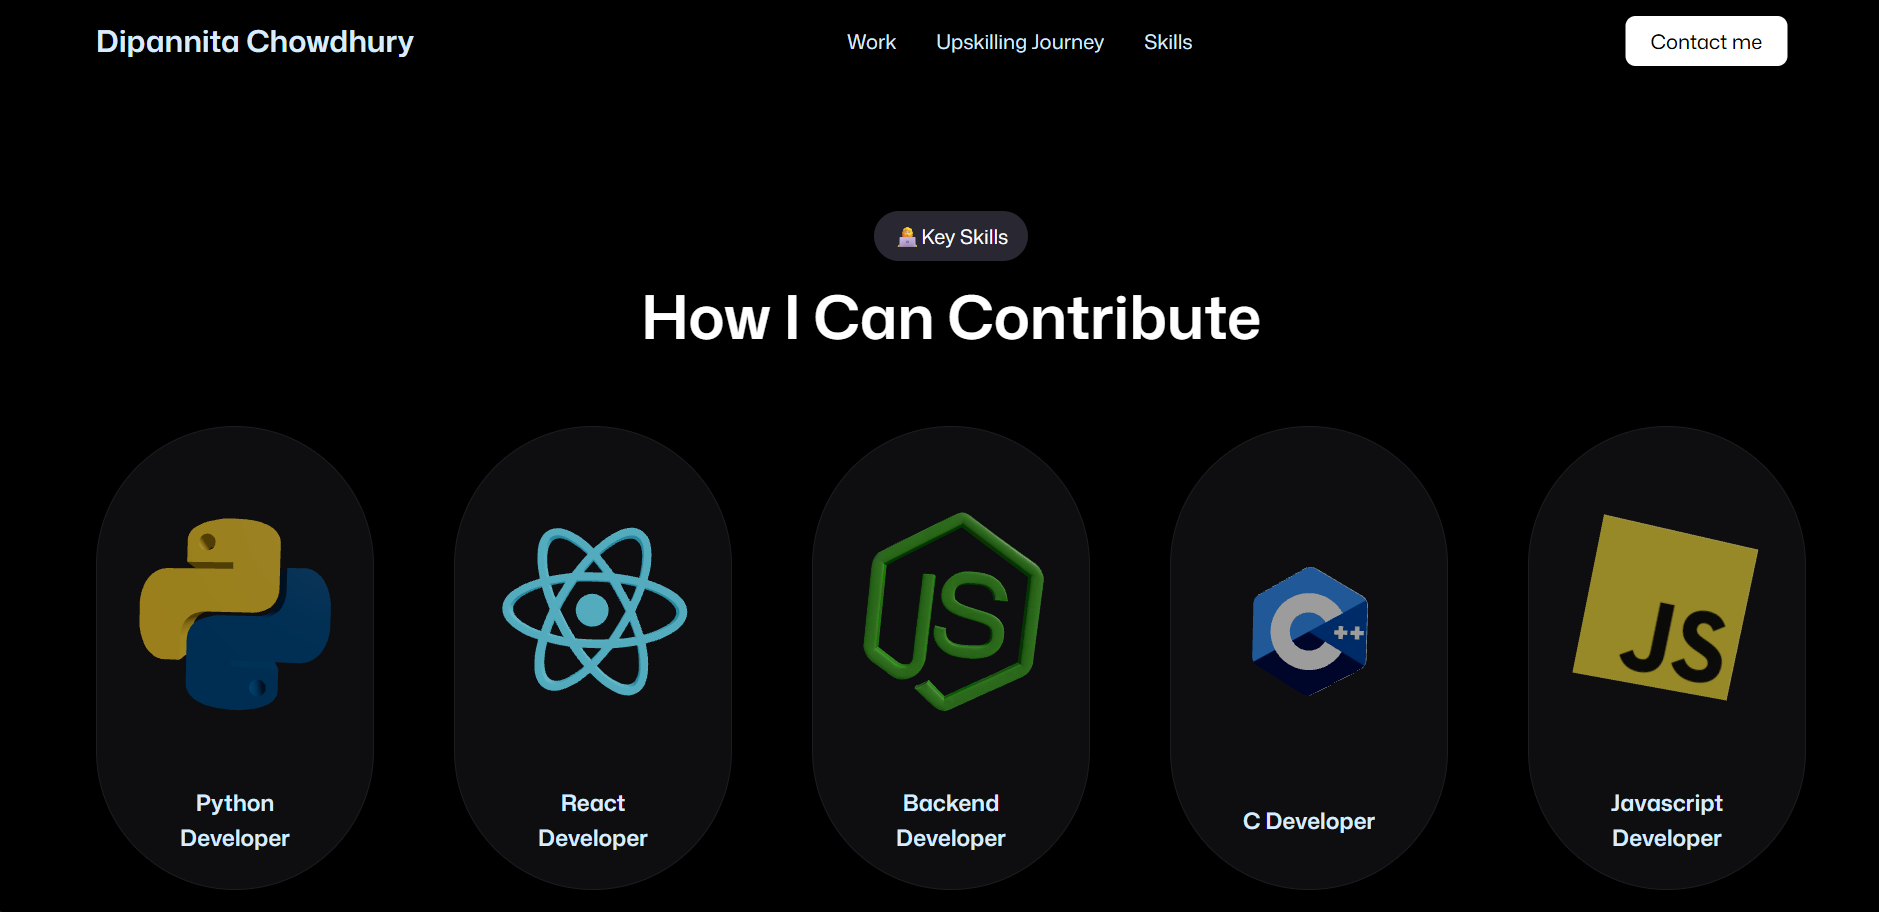 Dipannita Chowdhury
Work
Upskilling Journey
Skills
Contact me
Key Skills
How I Can Contribute
JS
C++
JS
Python
Developer
React
Developer
Backend
Developer
C Developer
Javascript
Developer